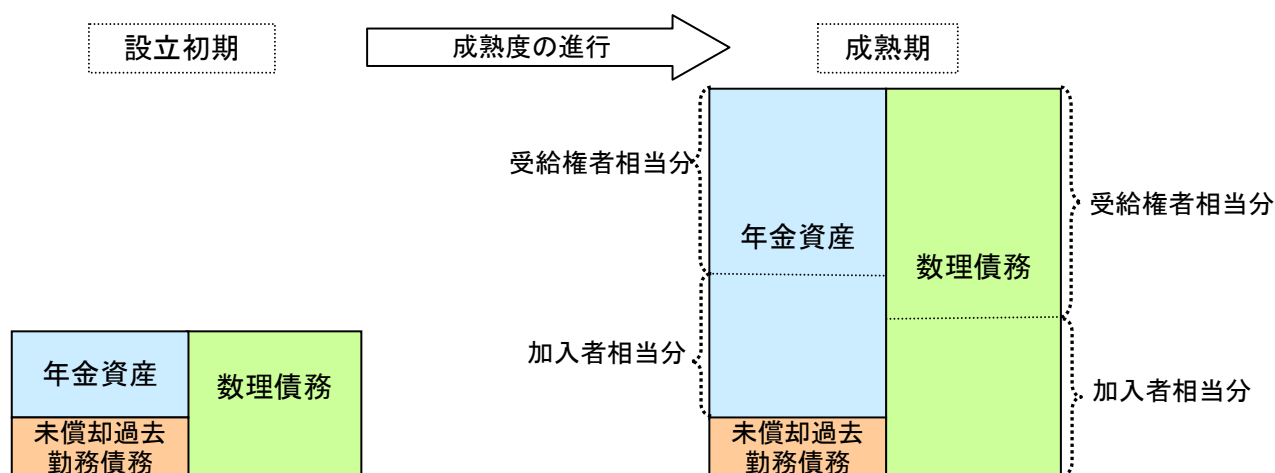 設立初期
成熟度の進行
成熟期
受給権者相当分
年金資産
数理債務
受給権者相当分
加入者相当分
加入者相当分
年金資産
数理債務
未償却過去
勤務債務
未償却過去
勤務債務